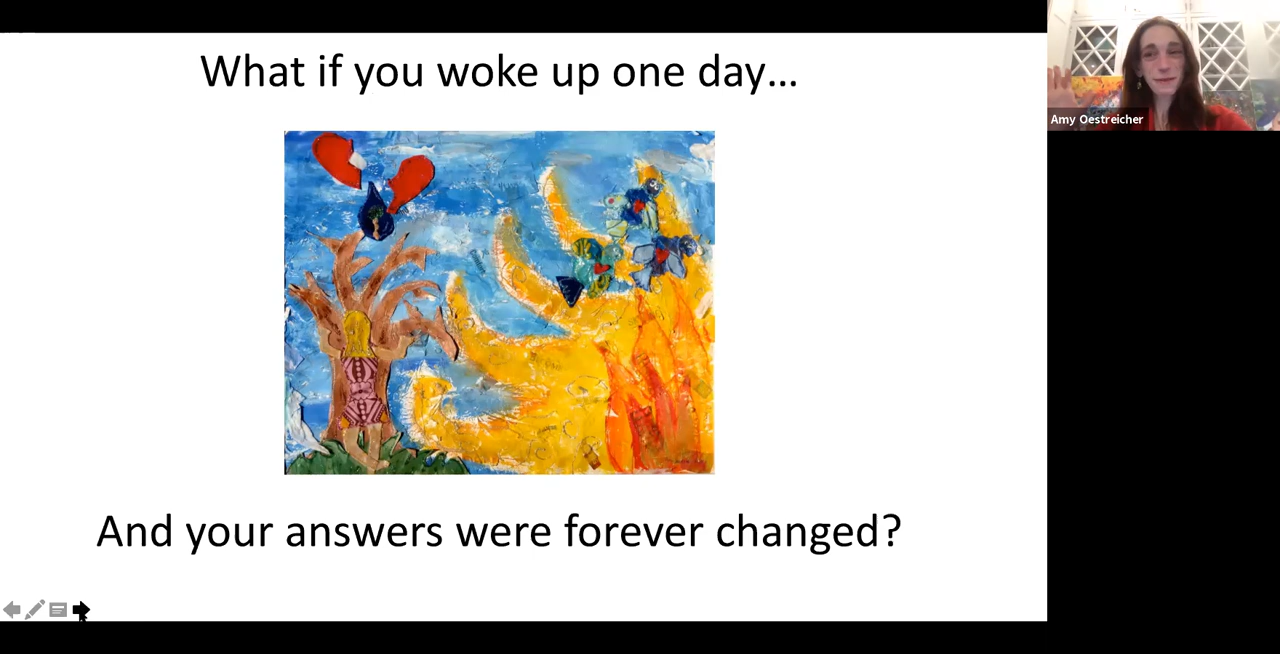 What if you woke up one day…
Amy Oestreicher
And your answers were forever changed?